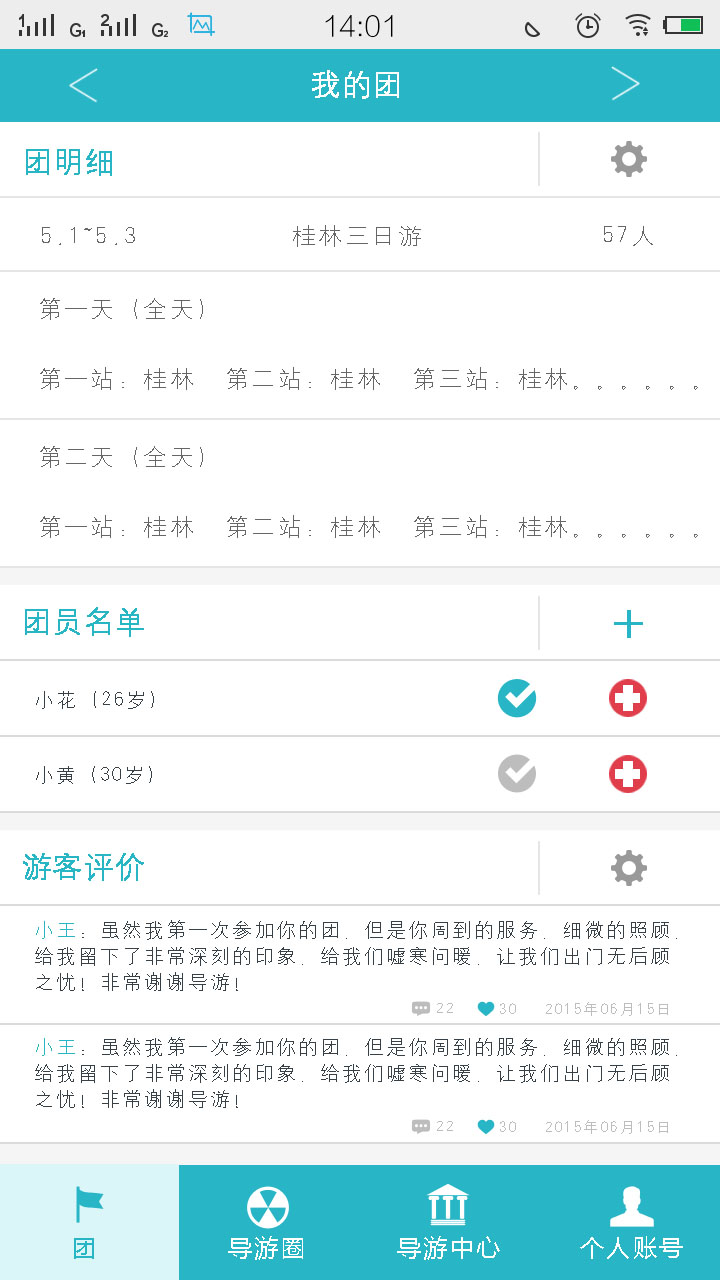 1 G1 2 G2 14:01
我的团
团明细
5.1~5.3 桂林三日游 57人
第一天（全天）
第一站：桂林 第二站：桂林 第三站：桂林。。。。。。
第二天（全天）
第一站：桂林 第二站：桂林 第三站：桂林。。。。。。
团员名单
小花（26岁）
小黄（30岁）
游客评价
小王：虽然我第一次参加你的团，但是你周到的服务，细微的照顾，
给我留下了非常深刻的印象，给我们嘘寒问暖，让我们出门无后顾
之忧！非常谢谢导游！
22 30 2015年06月15日
小王：虽然我第一次参加你的团，但是你周到的服务，细微的照顾，
给我留下了非常深刻的印象，给我们嘘寒问暖，让我们出门无后顾
之忧！非常谢谢导游！
22 30 2015年06月15日
团 导游圈 导游中心 个人账号